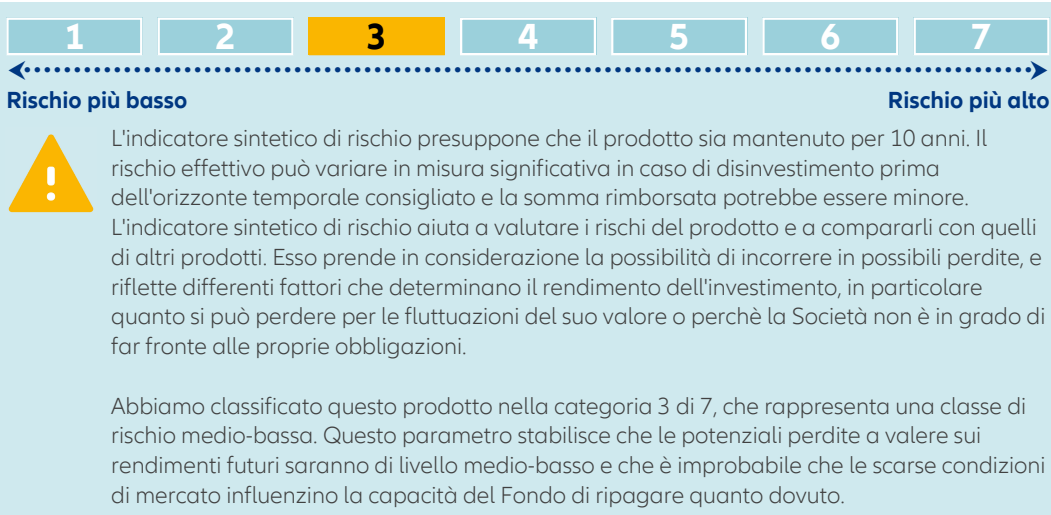 1 2 3 4 5 6 7
Rischio più basso Rischio più alto
L'indicatore sintetico di rischio presuppone che il prodotto sia mantenuto per 10 anni. Il
rischio effettivo può variare in misura significativa in caso di disinvestimento prima
dell'orizzonte temporale consigliato e la somma rimborsata potrebbe essere minore.
L'indicatore sintetico di rischio aiuta a valutare i rischi del prodotto e a compararli con quelli
di altri prodotti. Esso prende in considerazione la possibilità di incorrere in possibili perdite, e
riflette differenti fattori che determinano il rendimento dell'investimento, in particolare
quanto si può perdere per le fluttuazioni del suo valore o perchè la Società non è in grado di
far fronte alle proprie obbligazioni.
Abbiamo classificato questo prodotto nella categoria 3 di 7, che rappresenta una classe di
rischio medio-bassa. Questo parametro stabilisce che le potenziali perdite a valere sui
rendimenti futuri saranno di livello medio-basso e che è improbabile che le scarse condizioni
di mercato influenzino la capacità del Fondo di ripagare quanto dovuto.